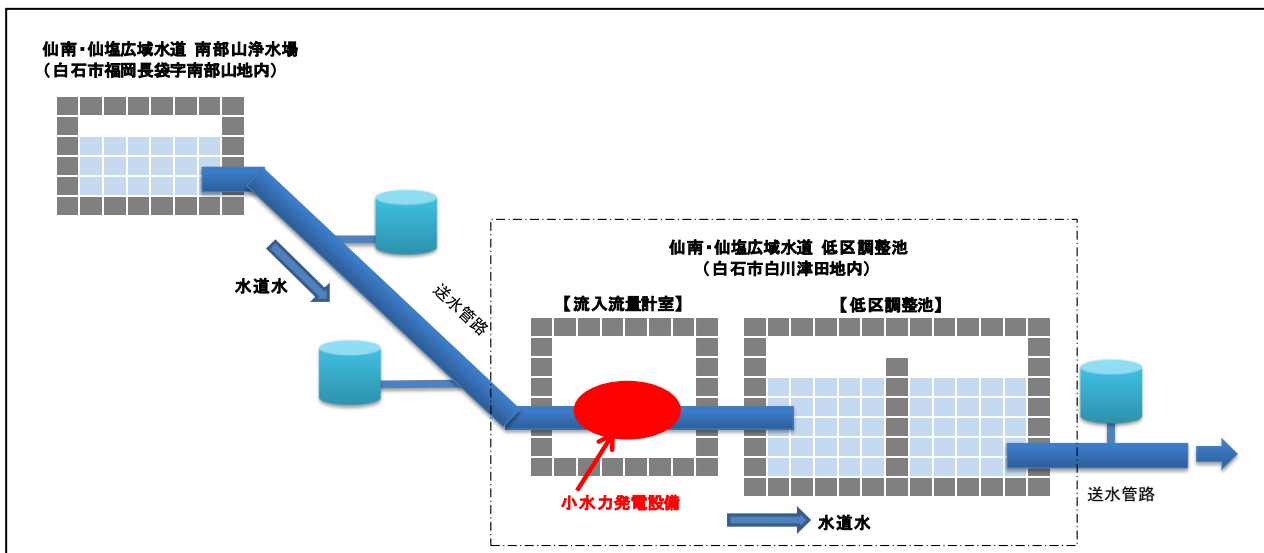 仙南・仙塩広域水道 南部山浄水場
（白石市福岡長袋字南部山地内）
水道水
送水管路
仙南・仙塩広域水道 低区調整池
（白石市白川津田地内）
【流入流量計室】
【低区調整池】
小水力発電設備
水道水
送水管路